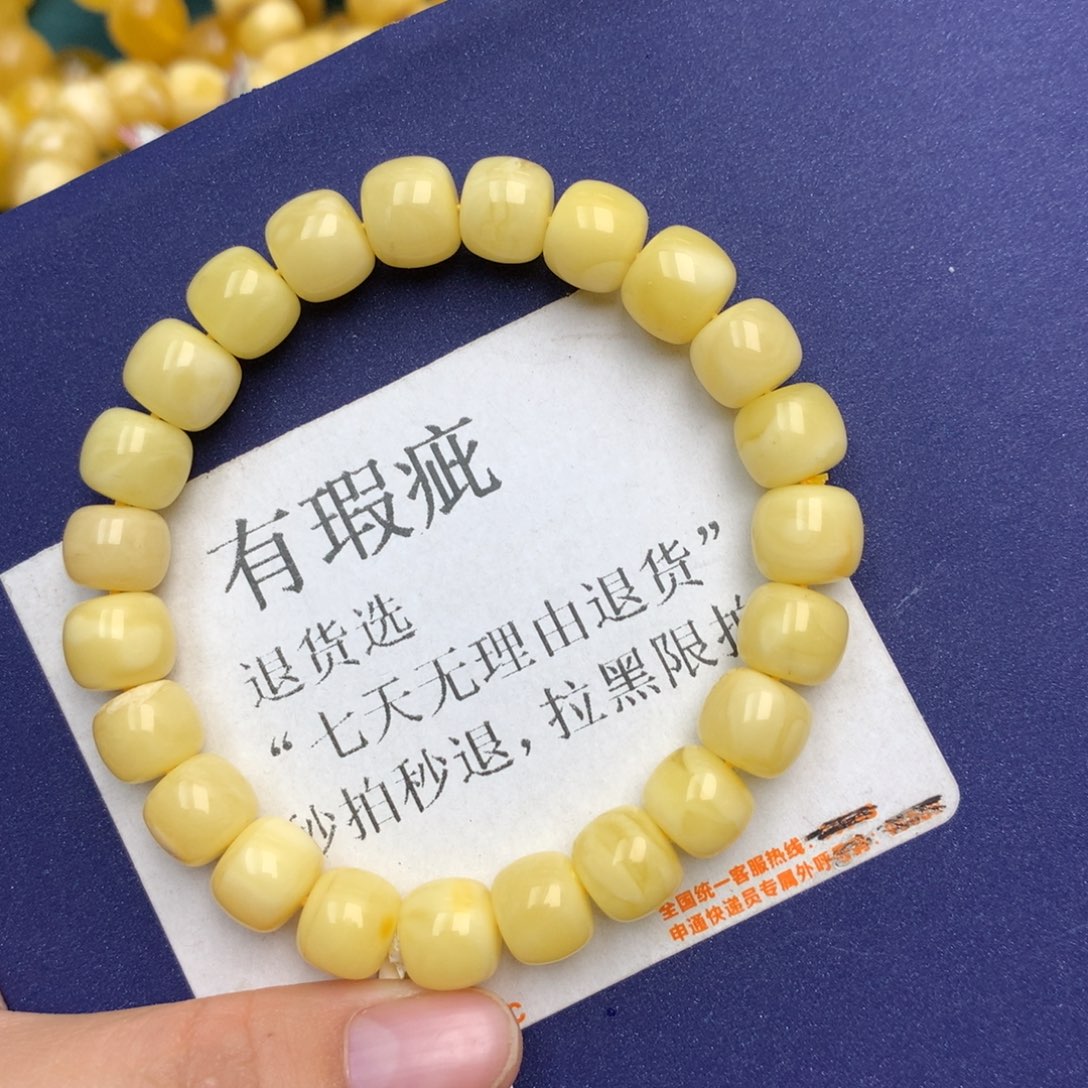 有瑕疵
退货选
“七天无理由退货”
秒拍秒退，拉黑限拍
全国统一客服热线:
申通快递员专属外呼
C